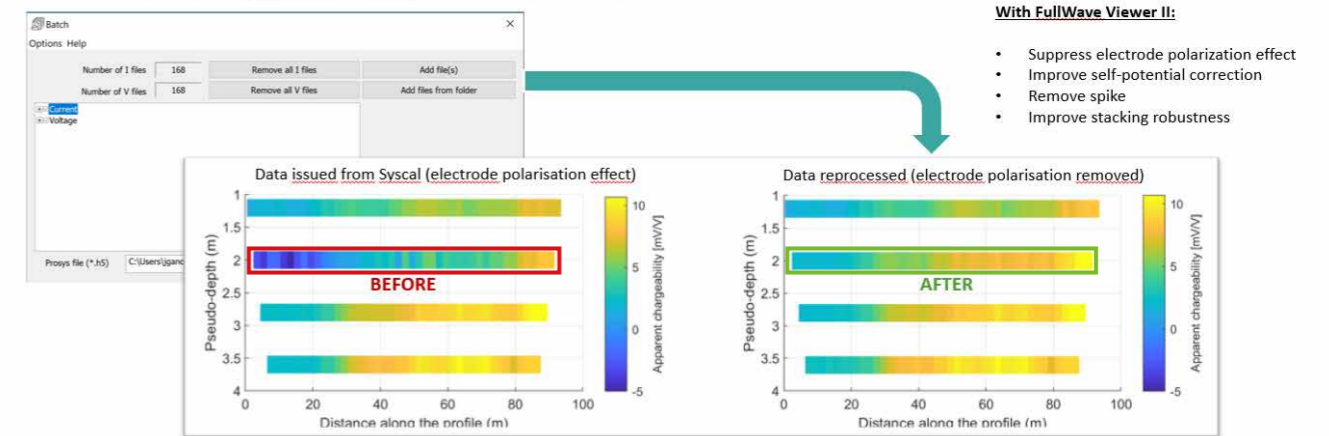 Batch
Options Help
Number of I files 168 Remove all I files Add file(s)
Number of V files 168 Remove all V files Add files from folder
Current
Voltage
Prosys file (*.h5) C:\Users\jganc
With FullWave Viewer II:
• Suppress electrode polarization effect
• Improve self-potential correction
• Remove spike
• Improve stacking robustness
Data issued from Syscal (electrode polarisation effect)
1
1.5
2
2.5
3
3.5
4
Pseudo-depth (m)
BEFORE
0 20 40 60 80 100
Distance along the profile (m)
10
5
0
-5
Apparent chargeability [mV/V]
Data reprocessed (electrode polarisation removed)
1
1.5
2
2.5
3
3.5
4
Pseudo-depth (m)
AFTER
0 20 40 60 80 100
Distance along the profile (m)
10
5
0
-5
Apparent chargeability [mV/V]